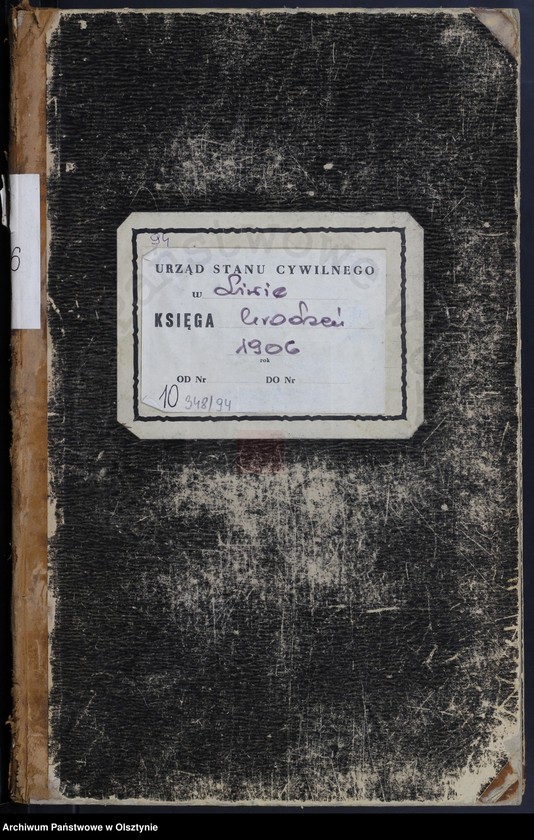 94
URZĄD STANU CYWILNEGO
w Liwie
KSIĘGA Urodzeń
1906
rok
OD Nr DO Nr
10 348/94
6
Archiwum Państwowe w Olsztynie